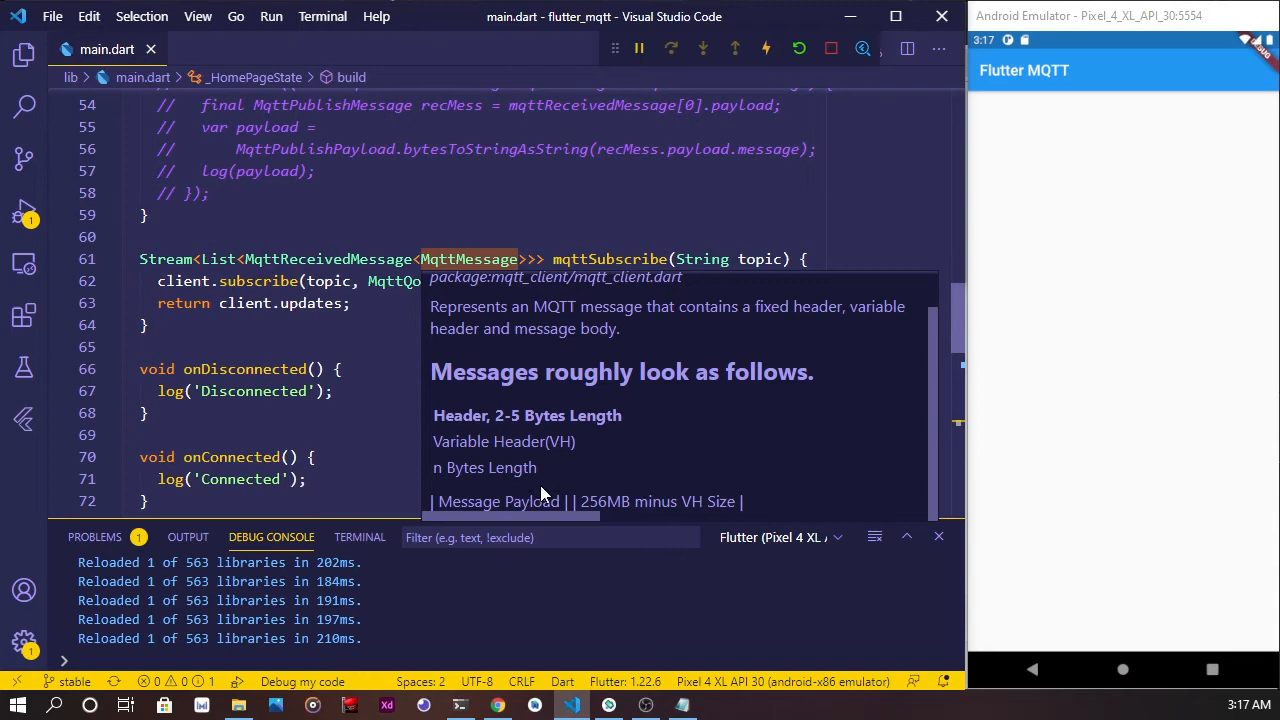 File Edit Selection View Go Run Terminal Help
main.dart - flutter_mqtt - Visual Studio Code
main.dart
lib > main.dart > _HomePageState > build
54 // final MqttPublishMessage recMess = mqttReceivedMessage[0].payload;
55 // var payload =
56 // MqttPublishPayload.bytesToStringAsString(recMess.payload.message);
57 // log(payload);
58 // });
59 }
60
61 Stream<List<MqttReceivedMessage<MqttMessage>>> mqttSubscribe(String topic) {
62 client.subscribe(topic, MqttQo
63 return client.updates;
64 }
65
66 void onDisconnected() {
67 log('Disconnected');
68 }
69
70 void onConnected() {
71 log('Connected');
72 }
package:mqtt_client/mqtt_client.dart
Represents an MQTT message that contains a fixed header, variable
header and message body.
Messages roughly look as follows.
Header, 2-5 Bytes Length
Variable Header(VH)
n Bytes Length
| Message Payload | | 256MB minus VH Size |
PROBLEMS 1 OUTPUT DEBUG CONSOLE TERMINAL Filter (e.g. text, !exclude) Flutter (Pixel 4 XL
Reloaded 1 of 563 libraries in 202ms.
Reloaded 1 of 563 libraries in 184ms.
Reloaded 1 of 563 libraries in 191ms.
Reloaded 1 of 563 libraries in 197ms.
Reloaded 1 of 563 libraries in 210ms.
>
1
1
stable 0 0 1 Debug my code Spaces: 2 UTF-8 CRLF Dart Flutter: 1.22.6 Pixel 4 XL API 30 (android-x86 emulator)
Xd
3:17 AM
Android Emulator - Pixel_4_XL_API_30:5554
3:17
DEBUG
Flutter MQTT